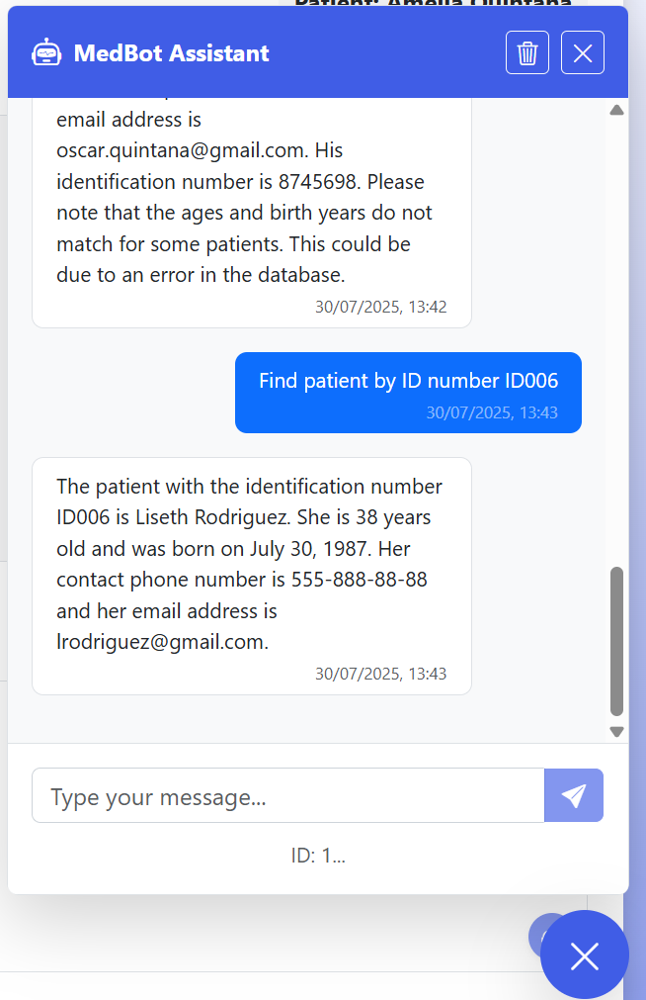 Patient: Amelia Quintana
MedBot Assistant
email address is
oscar.quintana@gmail.com. His
identification number is 8745698. Please
note that the ages and birth years do not
match for some patients. This could be
due to an error in the database.
30/07/2025, 13:42
Find patient by ID number ID006
30/07/2025, 13:43
The patient with the identification number
ID006 is Liseth Rodriguez. She is 38 years
old and was born on July 30, 1987. Her
contact phone number is 555-888-88-88
and her email address is
lrodriguez@gmail.com.
30/07/2025, 13:43
Type your message...
ID: 1...